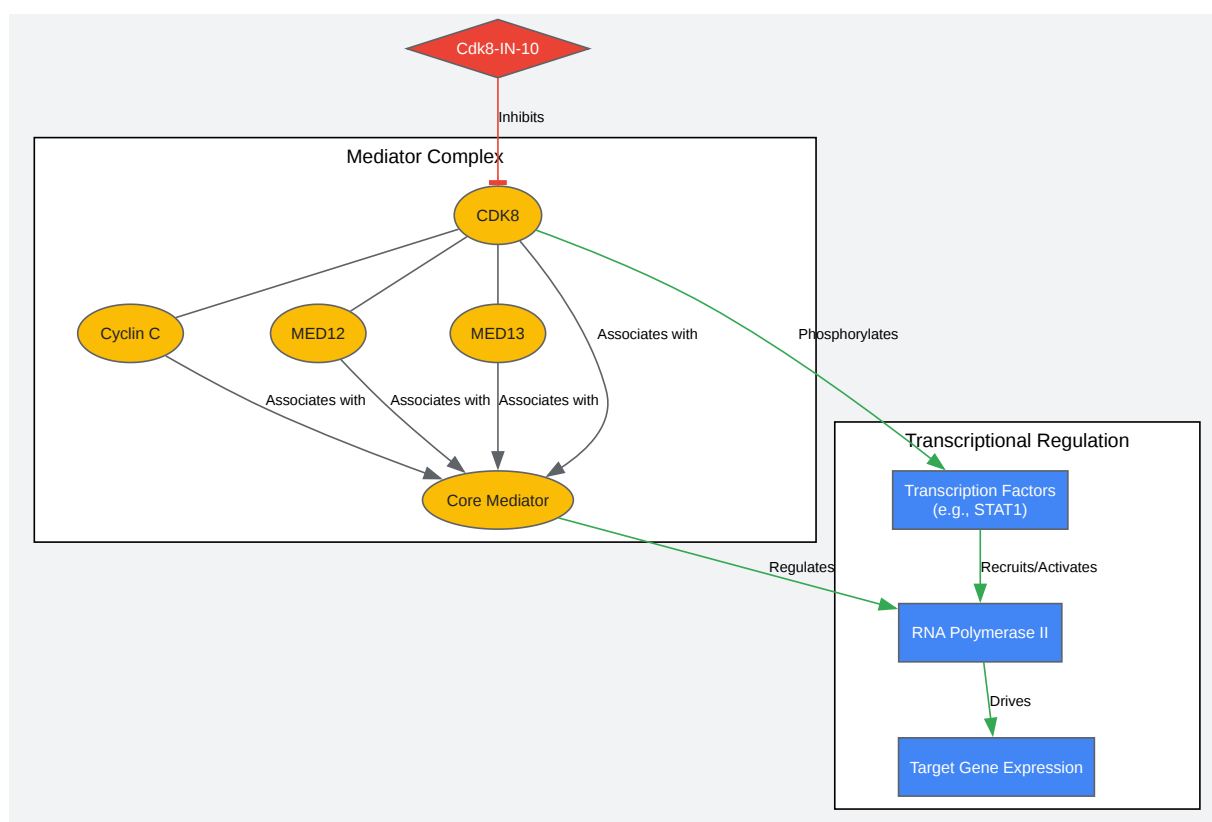 Cdk8-IN-10
Inhibits
Mediator Complex
CDK8
Cyclin C
MED12
MED13
Associates with
Phosphorylates
Associates with
Associates with
Associates with
Transcriptional Regulation
Core Mediator
Transcription Factors
(e.g., STAT1)
Regulates
Recruits/Activates
RNA Polymerase II
Drives
Target Gene Expression